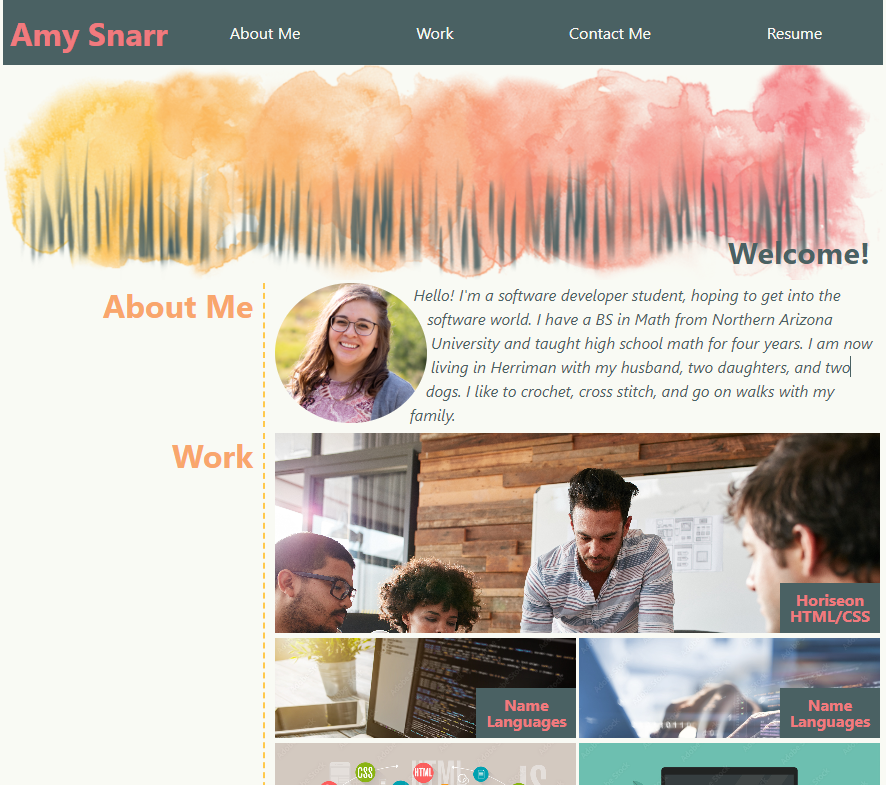 Amy Snarr
About Me
Work
Contact Me
Resume
Welcome!
About Me
Hello! I'm a software developer student, hoping to get into the
software world. I have a BS in Math from Northern Arizona
University and taught high school math for four years. I am now
living in Herriman with my husband, two daughters, and two
dogs. I like to crochet, cross stitch, and go on walks with my
family.
Work
Horiseon
HTML/CSS
Name
Languages
Name
Languages
CSS
HTML
HTML